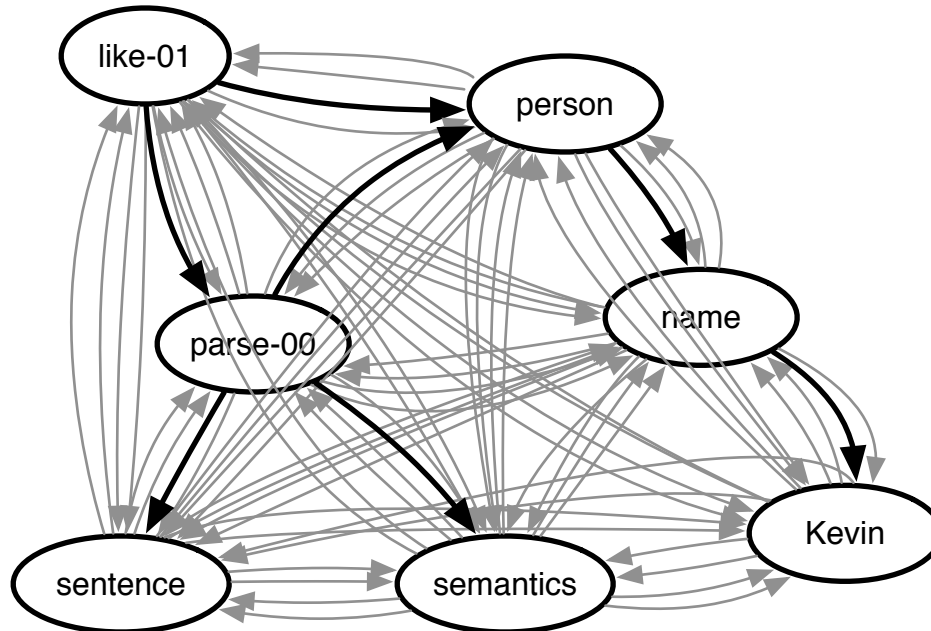 like-01
person
name
parse-00
Kevin
sentence
semantics